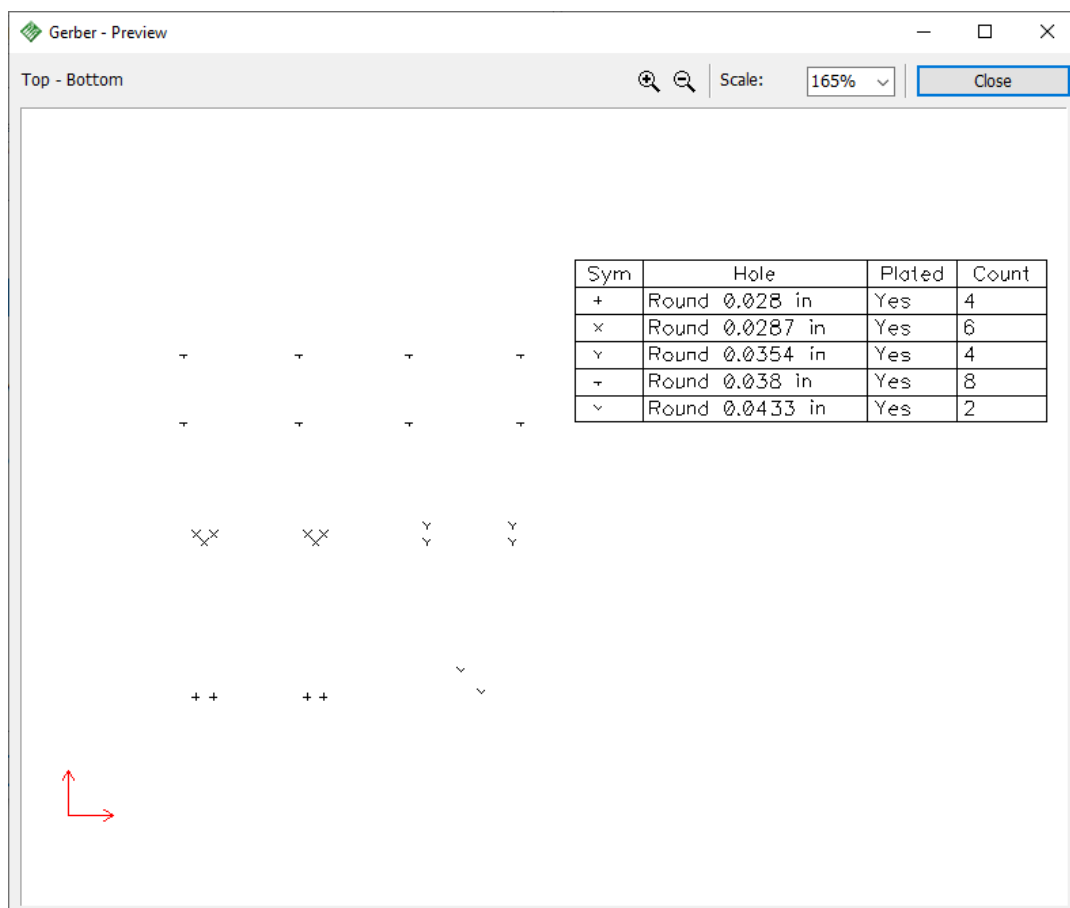 Gerber - Preview
Top - Bottom Scale: 165% Close
Sym Hole Plated Count
+ Round 0.028 in Yes 4
x Round 0.0287 in Yes 6
Y Round 0.0354 in Yes 4
┬ Round 0.038 in Yes 8
v Round 0.0433 in Yes 2